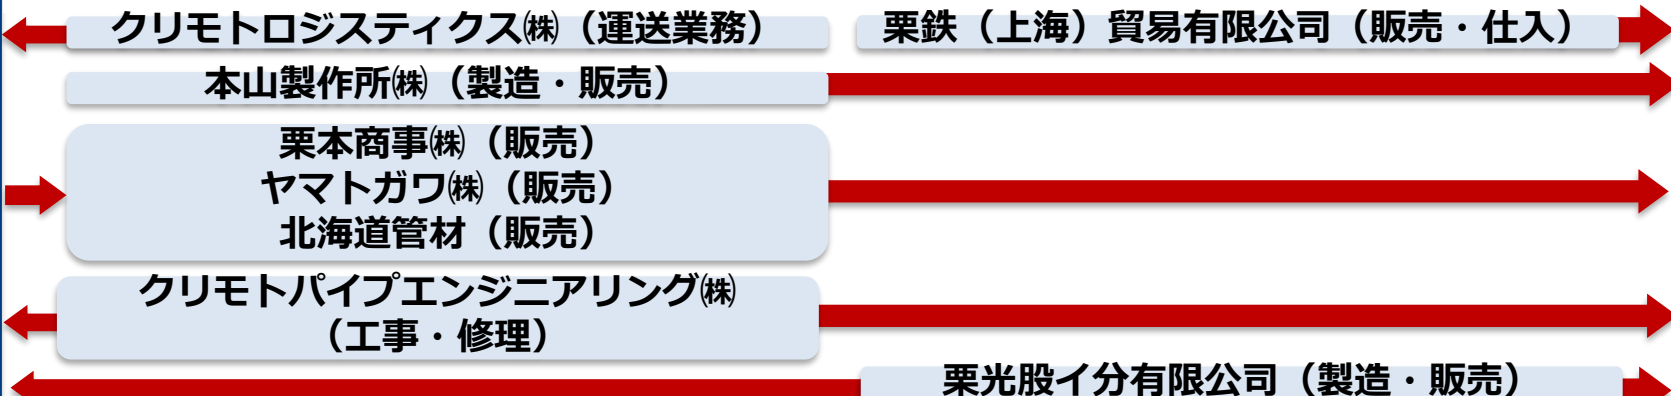 クリモトロジスティクス㈱（運送業務）
栗鉄（上海）貿易有限公司（販売・仕入）
本山製作所㈱（製造・販売）
栗本商事㈱（販売）
ヤマトガワ㈱（販売）
北海道管材（販売）
クリモトパイプエンジニアリング㈱
（工事・修理）
栗光股イ分有限公司（製造・販売）